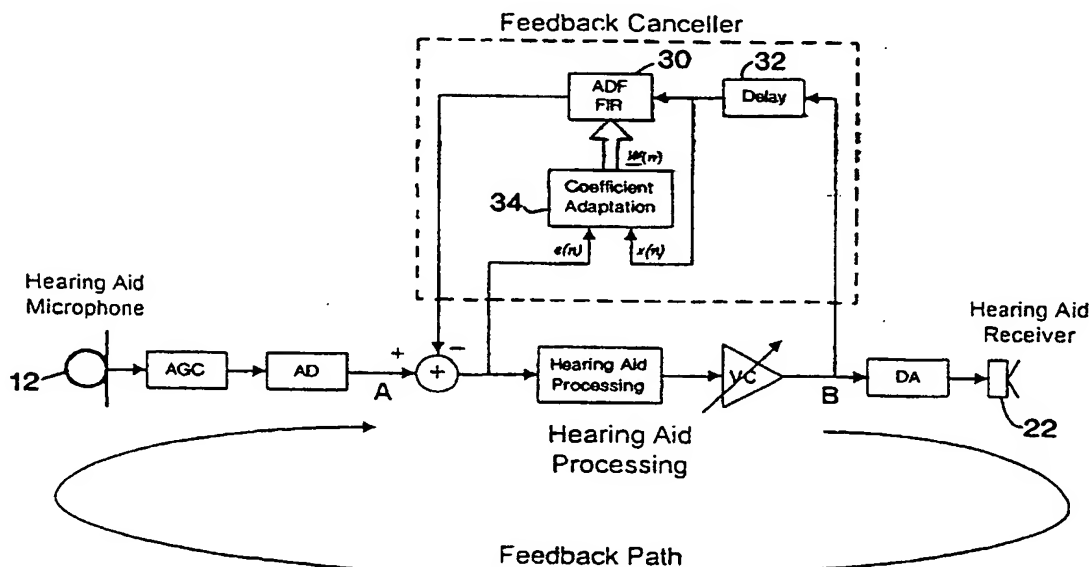 Feedback Canceller
30
32
ADF
FIR
Delay
W(n)
34
Coefficient
Adaptation
e(n)
x(n)
Hearing Aid
Microphone
Hearing Aid
Receiver
12
AGC
AD
+
A
−
+
Hearing Aid
Processing
VC
B
DA
22
Hearing Aid
Processing
Feedback Path